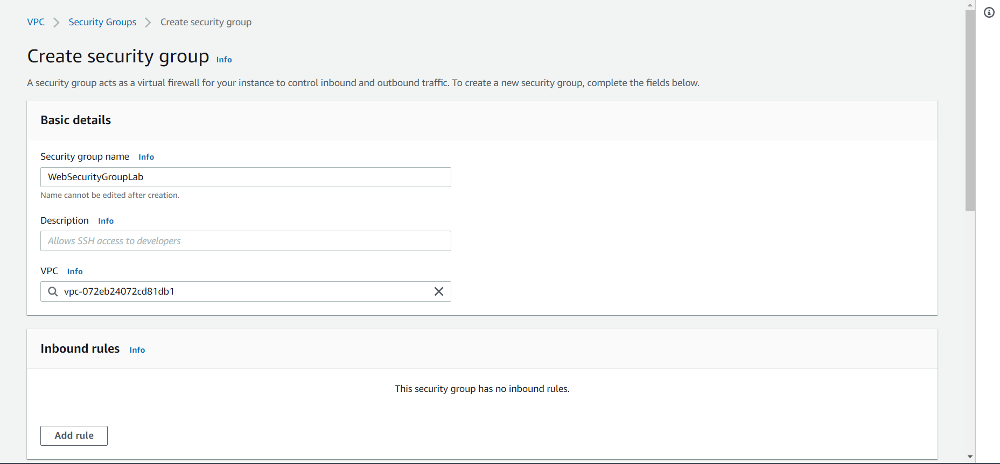 VPC > Security Groups > Create security group
Create security group Info
A security group acts as a virtual firewall for your instance to control inbound and outbound traffic. To create a new security group, complete the fields below.
Basic details
Security group name Info
WebSecurityGroupLab
Name cannot be edited after creation.
Description Info
Allows SSH access to developers
VPC Info
vpc-072eb24072cd81db1
Inbound rules Info
This security group has no inbound rules.
Add rule